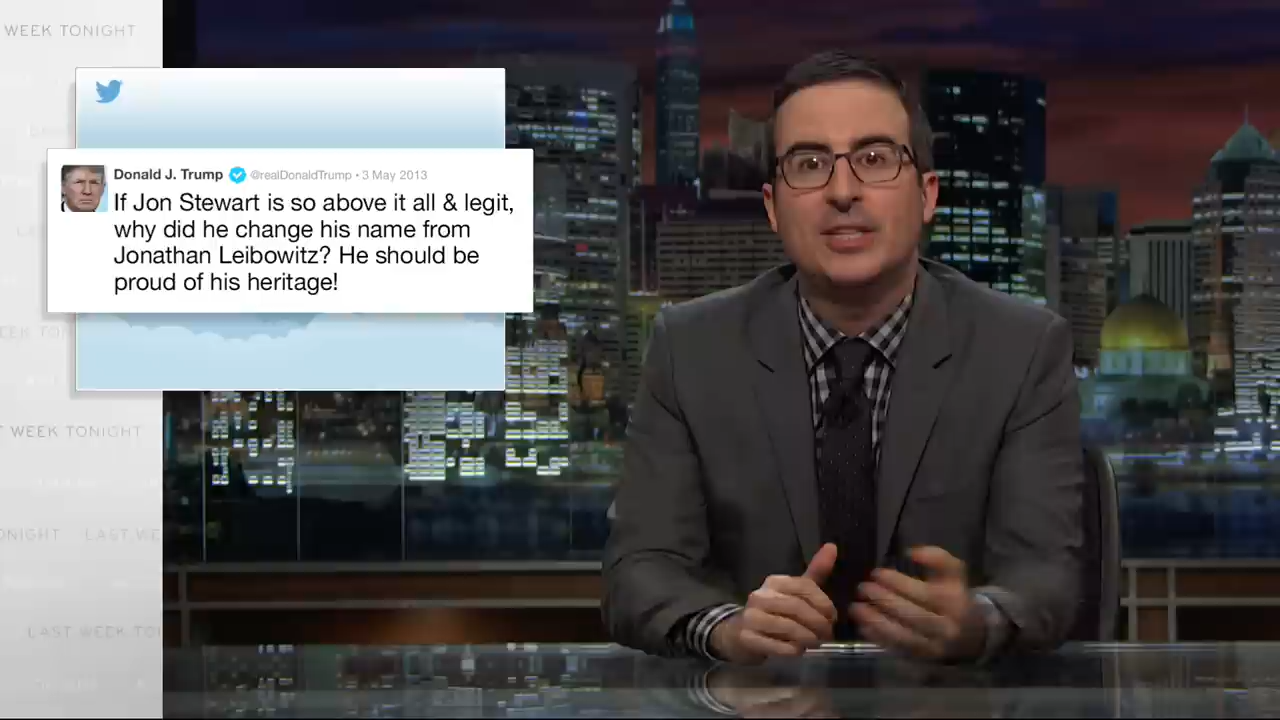 WEEK TONIGHT
Donald J. Trump @realDonaldTrump • 3 May 2013
If Jon Stewart is so above it all & legit,
why did he change his name from
Jonathan Leibowitz? He should be
proud of his heritage!
T WEEK TONIGHT
ONIGHT LAST WE
LAST WEEK TO